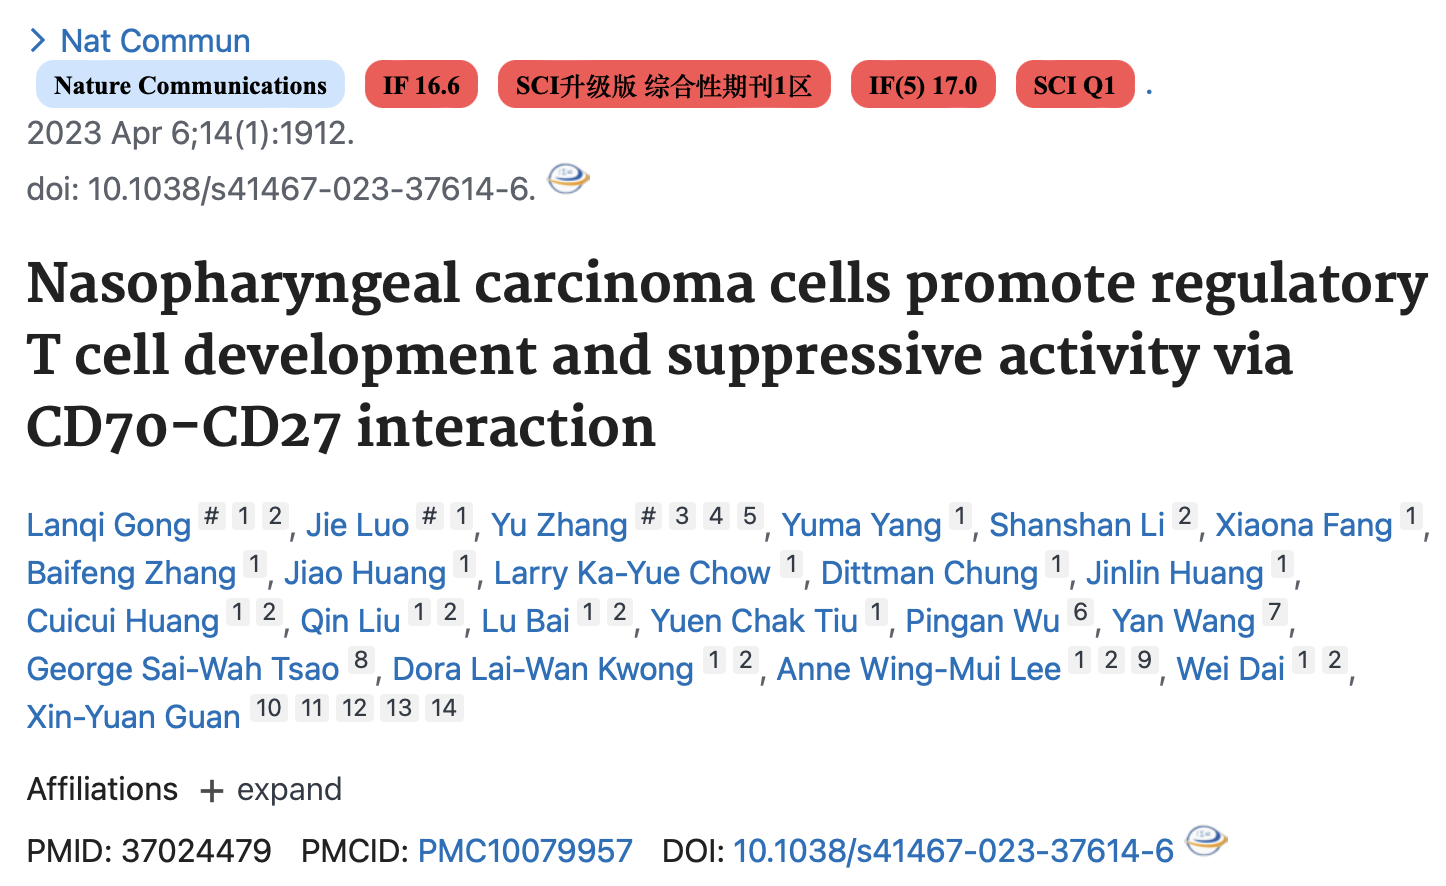 > Nat Commun
Nature Communications IF 16.6 SCI升级版 综合性期刊1区 IF(5) 17.0 SCI Q1 .
2023 Apr 6;14(1):1912.
doi: 10.1038/s41467-023-37614-6.
Nasopharyngeal carcinoma cells promote regulatory
T cell development and suppressive activity via
CD70-CD27 interaction
Lanqi Gong # 1 2, Jie Luo # 1, Yu Zhang # 3 4 5, Yuma Yang 1, Shanshan Li 2, Xiaona Fang 1,
Baifeng Zhang 1, Jiao Huang 1, Larry Ka-Yue Chow 1, Dittman Chung 1, Jinlin Huang 1,
Cuicui Huang 1 2, Qin Liu 1 2, Lu Bai 1 2, Yuen Chak Tiu 1, Pingan Wu 6, Yan Wang 7,
George Sai-Wah Tsao 8, Dora Lai-Wan Kwong 1 2, Anne Wing-Mui Lee 1 2 9, Wei Dai 1 2,
Xin-Yuan Guan 10 11 12 13 14
Affiliations + expand
PMID: 37024479 PMCID: PMC10079957 DOI: 10.1038/s41467-023-37614-6